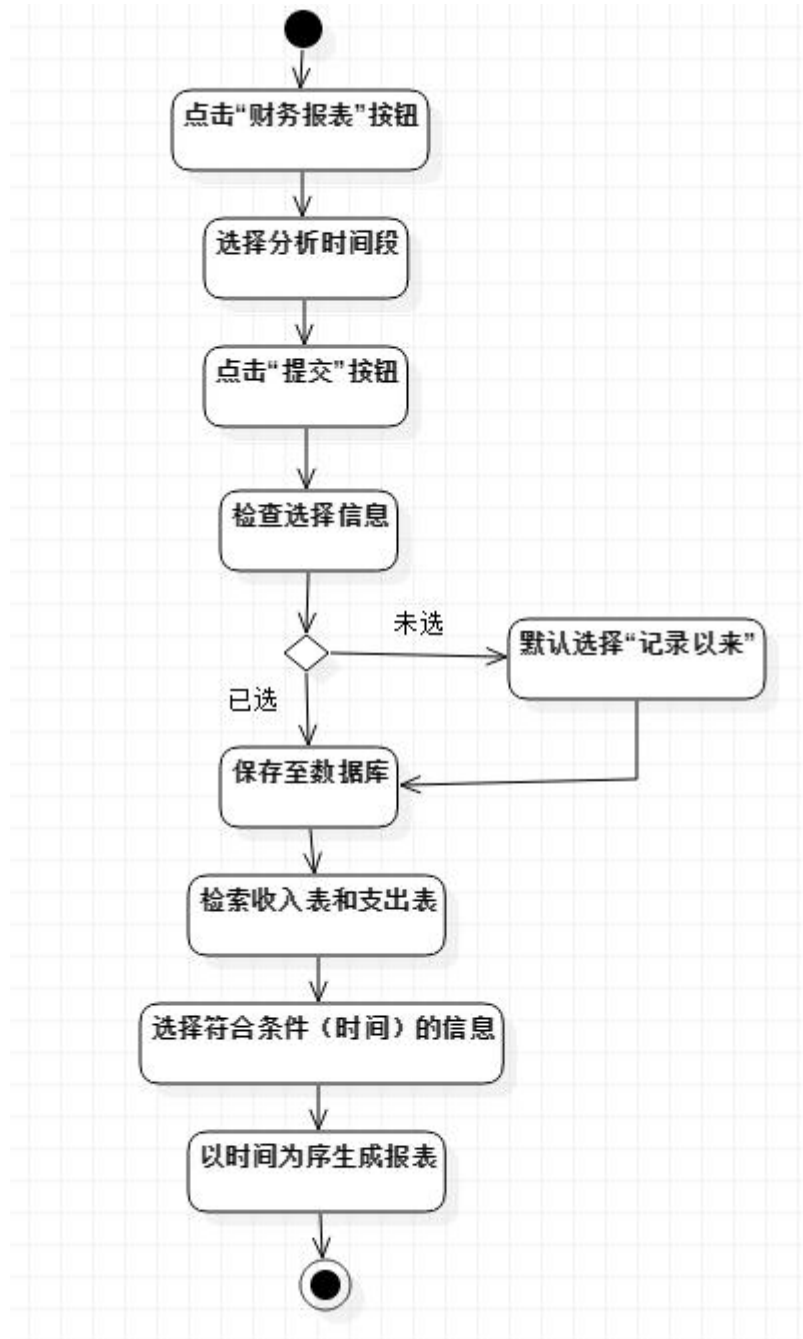 点击“财务报表”按钮
选择分析时间段
点击“提交”按钮
检查选择信息
未选
默认选择“记录以来”
已选
保存至数据库
检索收入表和支出表
选择符合条件（时间）的信息
以时间为序生成报表